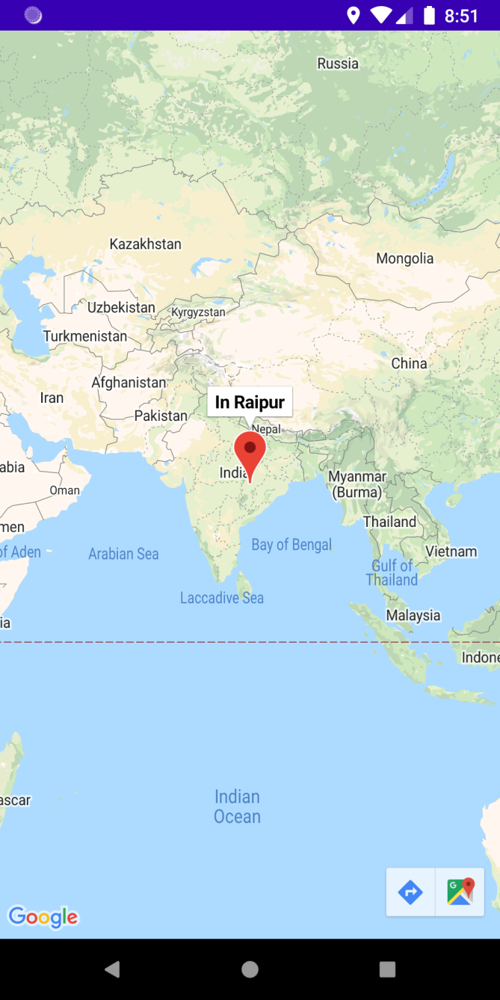 8:51
Russia
Kazakhstan
Mongolia
Uzbekistan
Kyrgyzstan
Turkmenistan
China
Afghanistan
Iran
In Raipur
Pakistan
Nepal
abia
India
Myanmar
(Burma)
Oman
Thailand
men
of Aden
Arabian Sea
Bay of Bengal
Vietnam
Gulf of
Thailand
Laccadive Sea
Malaysia
ia
Indone
ascar
Indian
Ocean
G
Google